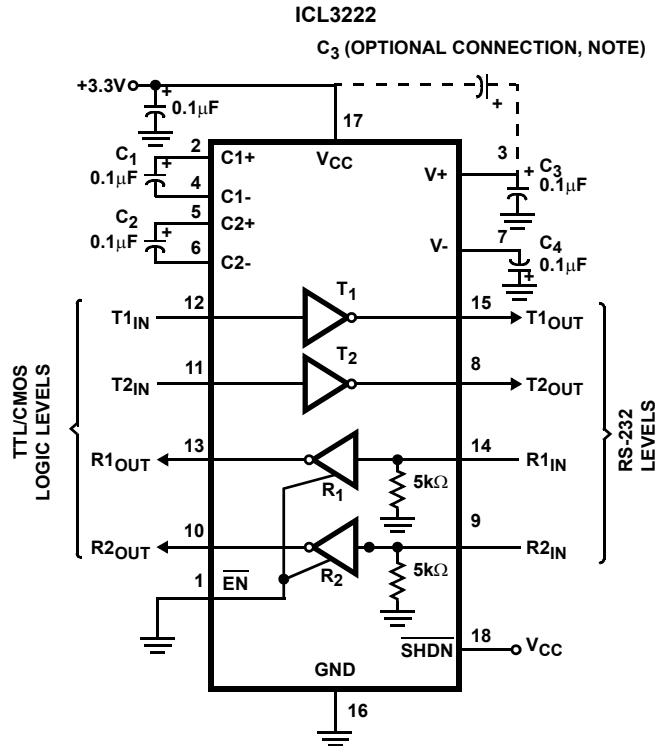 ICL3222
C3 (OPTIONAL CONNECTION, NOTE)
+3.3V
+
0.1μF
+
17
2
C1+
VCC
3
C1
0.1μF
+
4
C1-
V+
+
C3
0.1μF
5
C2+
C2
0.1μF
+
6
C2-
7
V-
C4
0.1μF
+
T1
T1IN
12
15
T1OUT
T2
T2IN
11
8
T2OUT
TTL/CMOS
LOGIC LEVELS
RS-232
LEVELS
R1OUT
13
14
R1IN
R1
5kΩ
R2OUT
10
9
R2IN
R2
5kΩ
1
EN
SHDN
18
VCC
GND
16